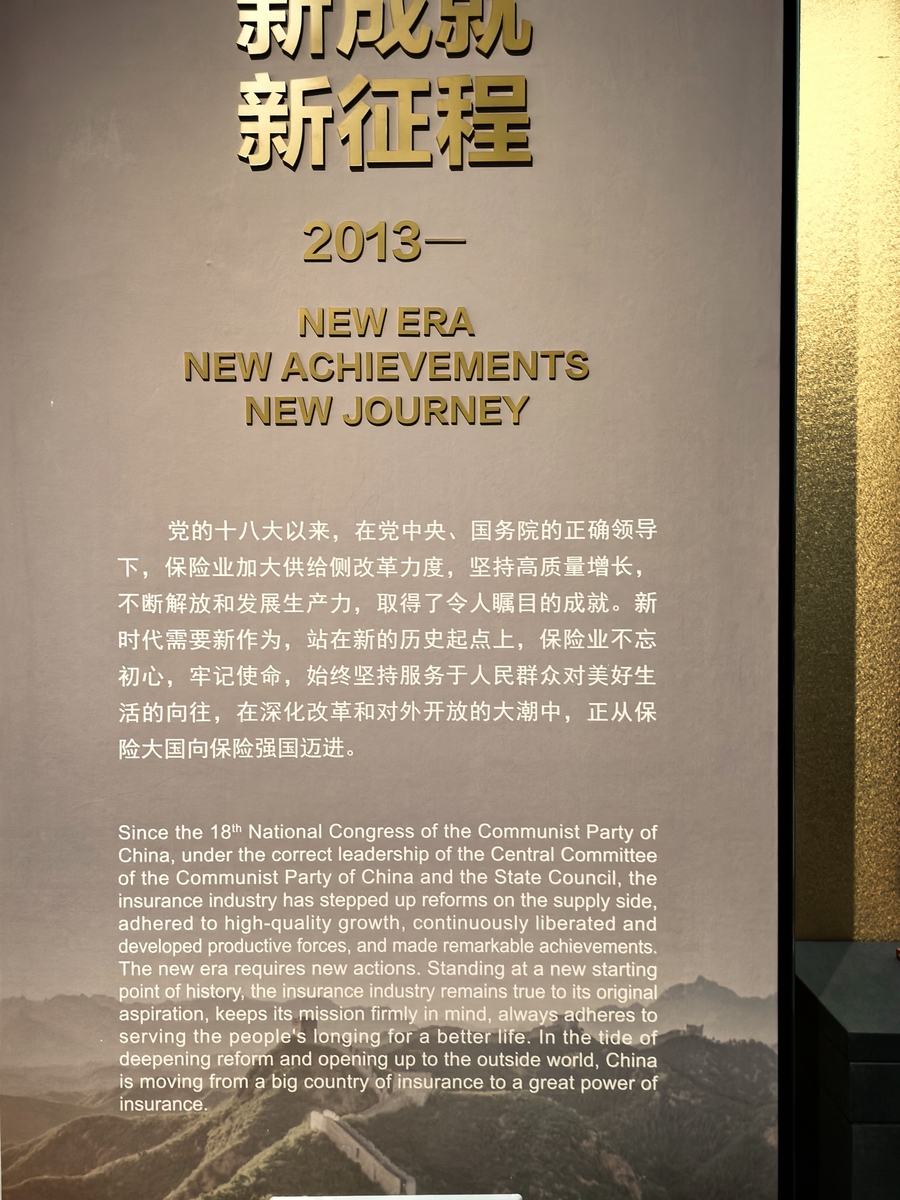 新成就
新征程
2013—
NEW ERA
NEW ACHIEVEMENTS
NEW JOURNEY
党的十八大以来，在党中央、国务院的正确领导
下，保险业加大供给侧改革力度，坚持高质量增长，
不断解放和发展生产力，取得了令人瞩目的成就。新
时代需要新作为，站在新的历史起点上，保险业不忘
初心，牢记使命，始终坚持服务于人民群众对美好生
活的向往，在深化改革和对外开放的大潮中，正从保
险大国向保险强国迈进。
Since the 18th National Congress of the Communist Party of
China, under the correct leadership of the Central Committee
of the Communist Party of China and the State Council, the
insurance industry has stepped up reforms on the supply side,
adhered to high-quality growth, continuously liberated and
developed productive forces, and made remarkable achievements.
The new era requires new actions. Standing at a new starting
point of history, the insurance industry remains true to its original
aspiration, keeps its mission firmly in mind, always adheres to
serving the people's longing for a better life. In the tide of
deepening reform and opening up to the outside world, China
is moving from a big country of insurance to a great power of
insurance.